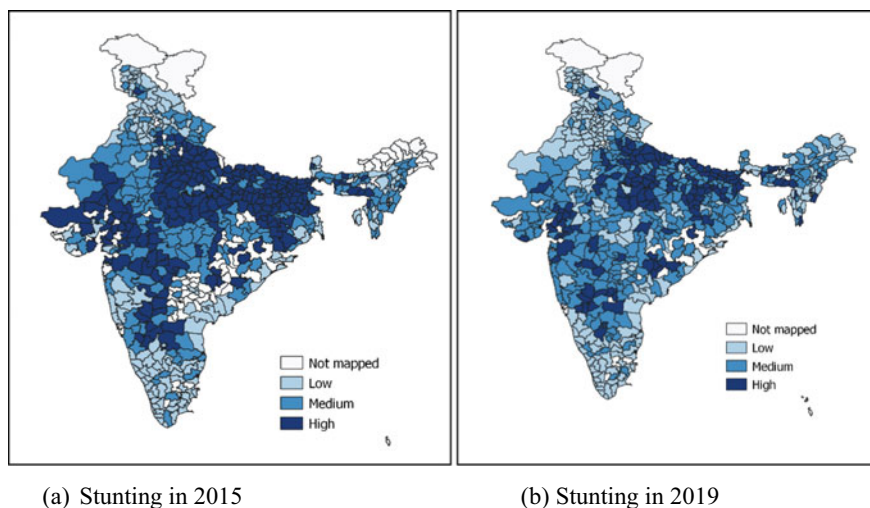 Not mapped
Low
Medium
High
Not mapped
Low
Medium
High
(a) Stunting in 2015
(b) Stunting in 2019